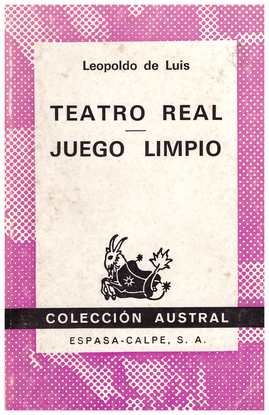 Leopoldo de Luis
TEATRO REAL
JUEGO LIMPIO
COLECCIÓN AUSTRAL
ESPASA-CALPE, S. A.